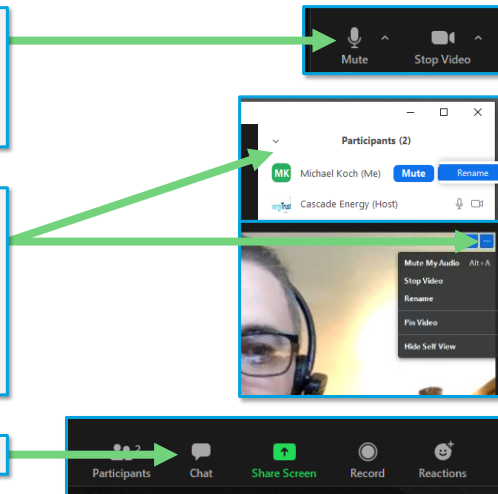 Mute
Stop Video
Participants (2)
MK
Michael Koch (Me)
Mute
Rename
Cascade Energy (Host)
Mute My Audio Alt+A
Stop Video
Rename
Pin Video
Hide Self View
2
Participants
Chat
Share Screen
Record
Reactions